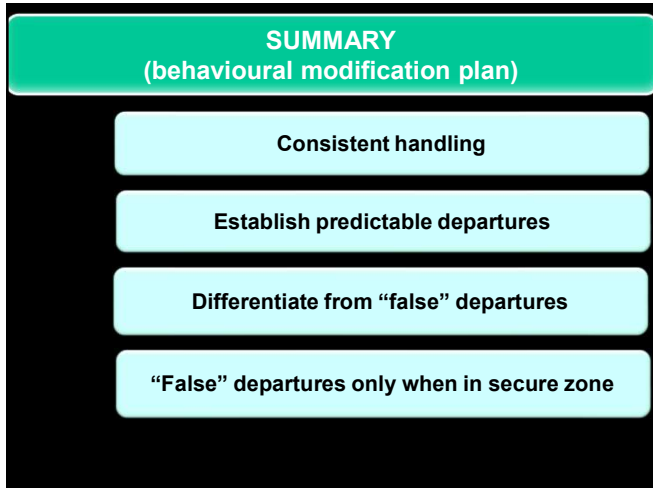 SUMMARY
(behavioural modification plan)
Consistent handling
Establish predictable departures
Differentiate from “false” departures
“False” departures only when in secure zone